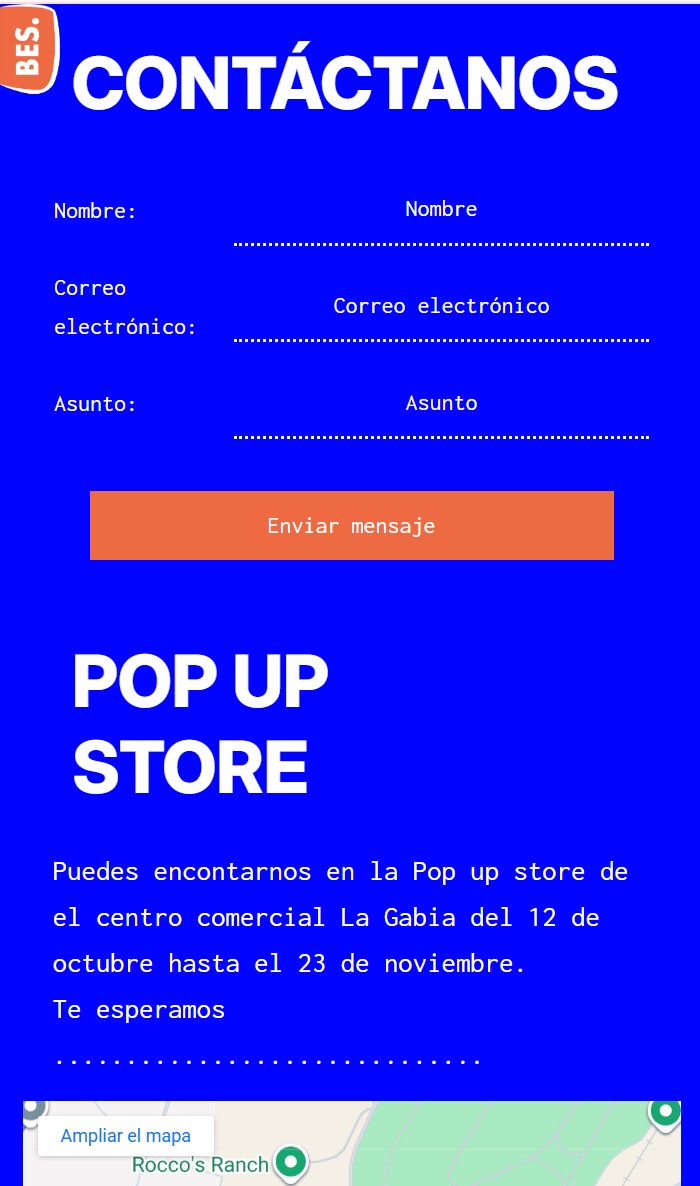 BES.
CONTÁCTANOS
Nombre:
Nombre
Correo
electrónico:
Correo electrónico
Asunto:
Asunto
Enviar mensaje
POP UP
STORE
Puedes encontarnos en la Pop up store de
el centro comercial La Gabia del 12 de
octubre hasta el 23 de noviembre.
Te esperamos
..............................
Ampliar el mapa
Rocco's Ranch